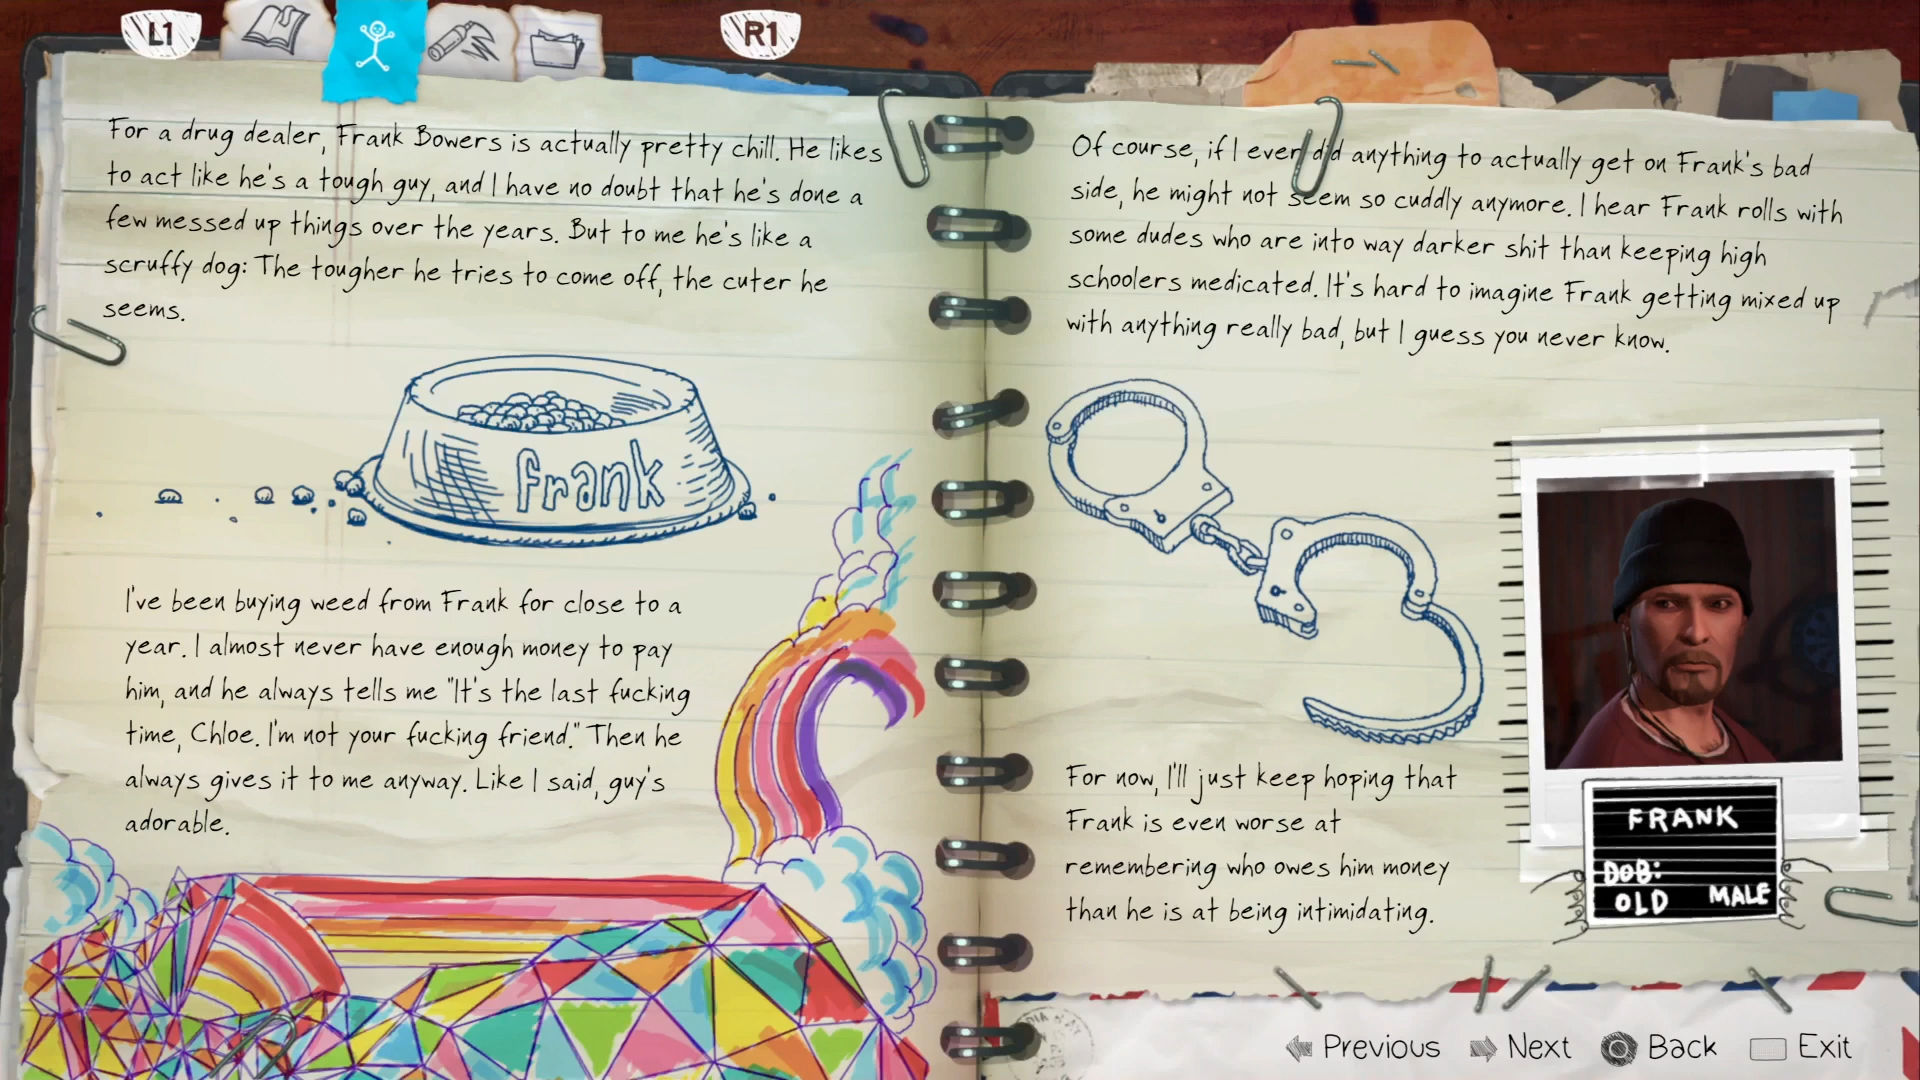 L1
R1
For a drug dealer, Frank Bowers is actually pretty chill. He likes
to act like he's a tough guy, and I have no doubt that he's done a
few messed up things over the years. But to me he's like a
scruffy dog: The tougher he tries to come off, the cuter he
seems.
frank
I've been buying weed from Frank for close to a
year. I almost never have enough money to pay
him, and he always tells me "It's the last fucking
time, Chloe. I'm not your fucking friend." Then he
always gives it to me anyway. Like I said, guy's
adorable.
Of course, if I ever did anything to actually get on Frank's bad
side, he might not seem so cuddly anymore. I hear Frank rolls with
some dudes who are into way darker shit than keeping high
schoolers medicated. It's hard to imagine Frank getting mixed up
with anything really bad, but I guess you never know.
For now, I'll just keep hoping that
Frank is even worse at
remembering who owes him money
than he is at being intimidating.
FRANK
DOB:
OLD MALE
Previous Next Back Exit